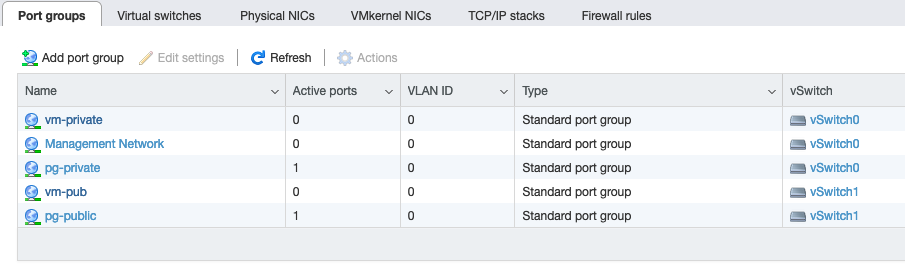 Port groups Virtual switches Physical NICs VMkernel NICs TCP/IP stacks Firewall rules
Add port group Edit settings Refresh Actions
Name Active ports VLAN ID Type vSwitch
vm-private 0 0 Standard port group vSwitch0
Management Network 0 0 Standard port group vSwitch0
pg-private 1 0 Standard port group vSwitch0
vm-pub 0 0 Standard port group vSwitch1
pg-public 1 0 Standard port group vSwitch1